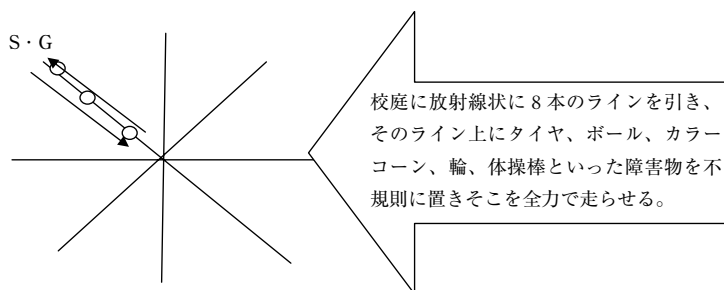 S・G
校庭に放射線状に8本のラインを引き、
そのライン上にタイヤ、ボール、カラー
コーン、輪、体操棒といった障害物を不
規則に置きそこを全力で走らせる。